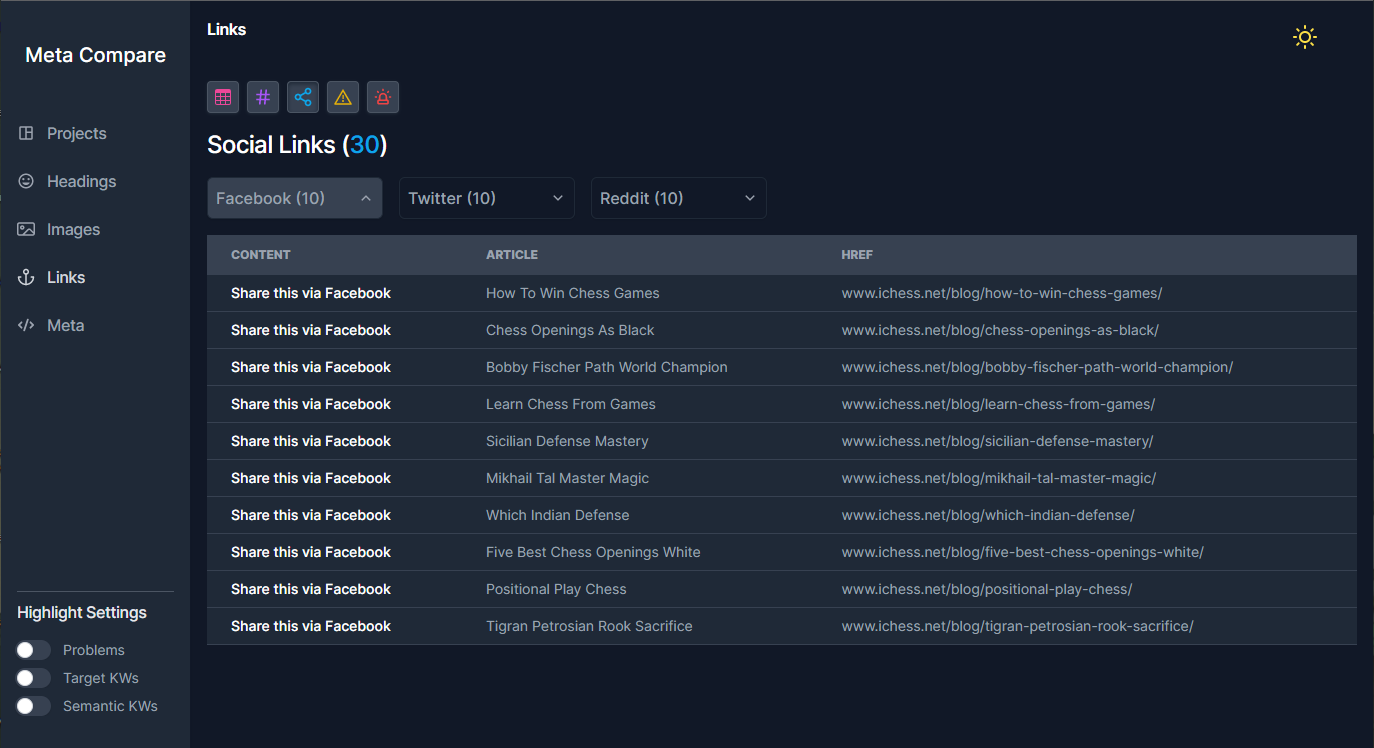 Meta Compare
Projects
Headings
Images
Links
Meta
Highlight Settings
Problems
Target KWs
Semantic KWs
Links
Social Links (30)
Facebook (10) Twitter (10) Reddit (10)
CONTENT ARTICLE HREF
Share this via Facebook How To Win Chess Games www.ichess.net/blog/how-to-win-chess-games/
Share this via Facebook Chess Openings As Black www.ichess.net/blog/chess-openings-as-black/
Share this via Facebook Bobby Fischer Path World Champion www.ichess.net/blog/bobby-fischer-path-world-champion/
Share this via Facebook Learn Chess From Games www.ichess.net/blog/learn-chess-from-games/
Share this via Facebook Sicilian Defense Mastery www.ichess.net/blog/sicilian-defense-mastery/
Share this via Facebook Mikhail Tal Master Magic www.ichess.net/blog/mikhail-tal-master-magic/
Share this via Facebook Which Indian Defense www.ichess.net/blog/which-indian-defense/
Share this via Facebook Five Best Chess Openings White www.ichess.net/blog/five-best-chess-openings-white/
Share this via Facebook Positional Play Chess www.ichess.net/blog/positional-play-chess/
Share this via Facebook Tigran Petrosian Rook Sacrifice www.ichess.net/blog/tigran-petrosian-rook-sacrifice/